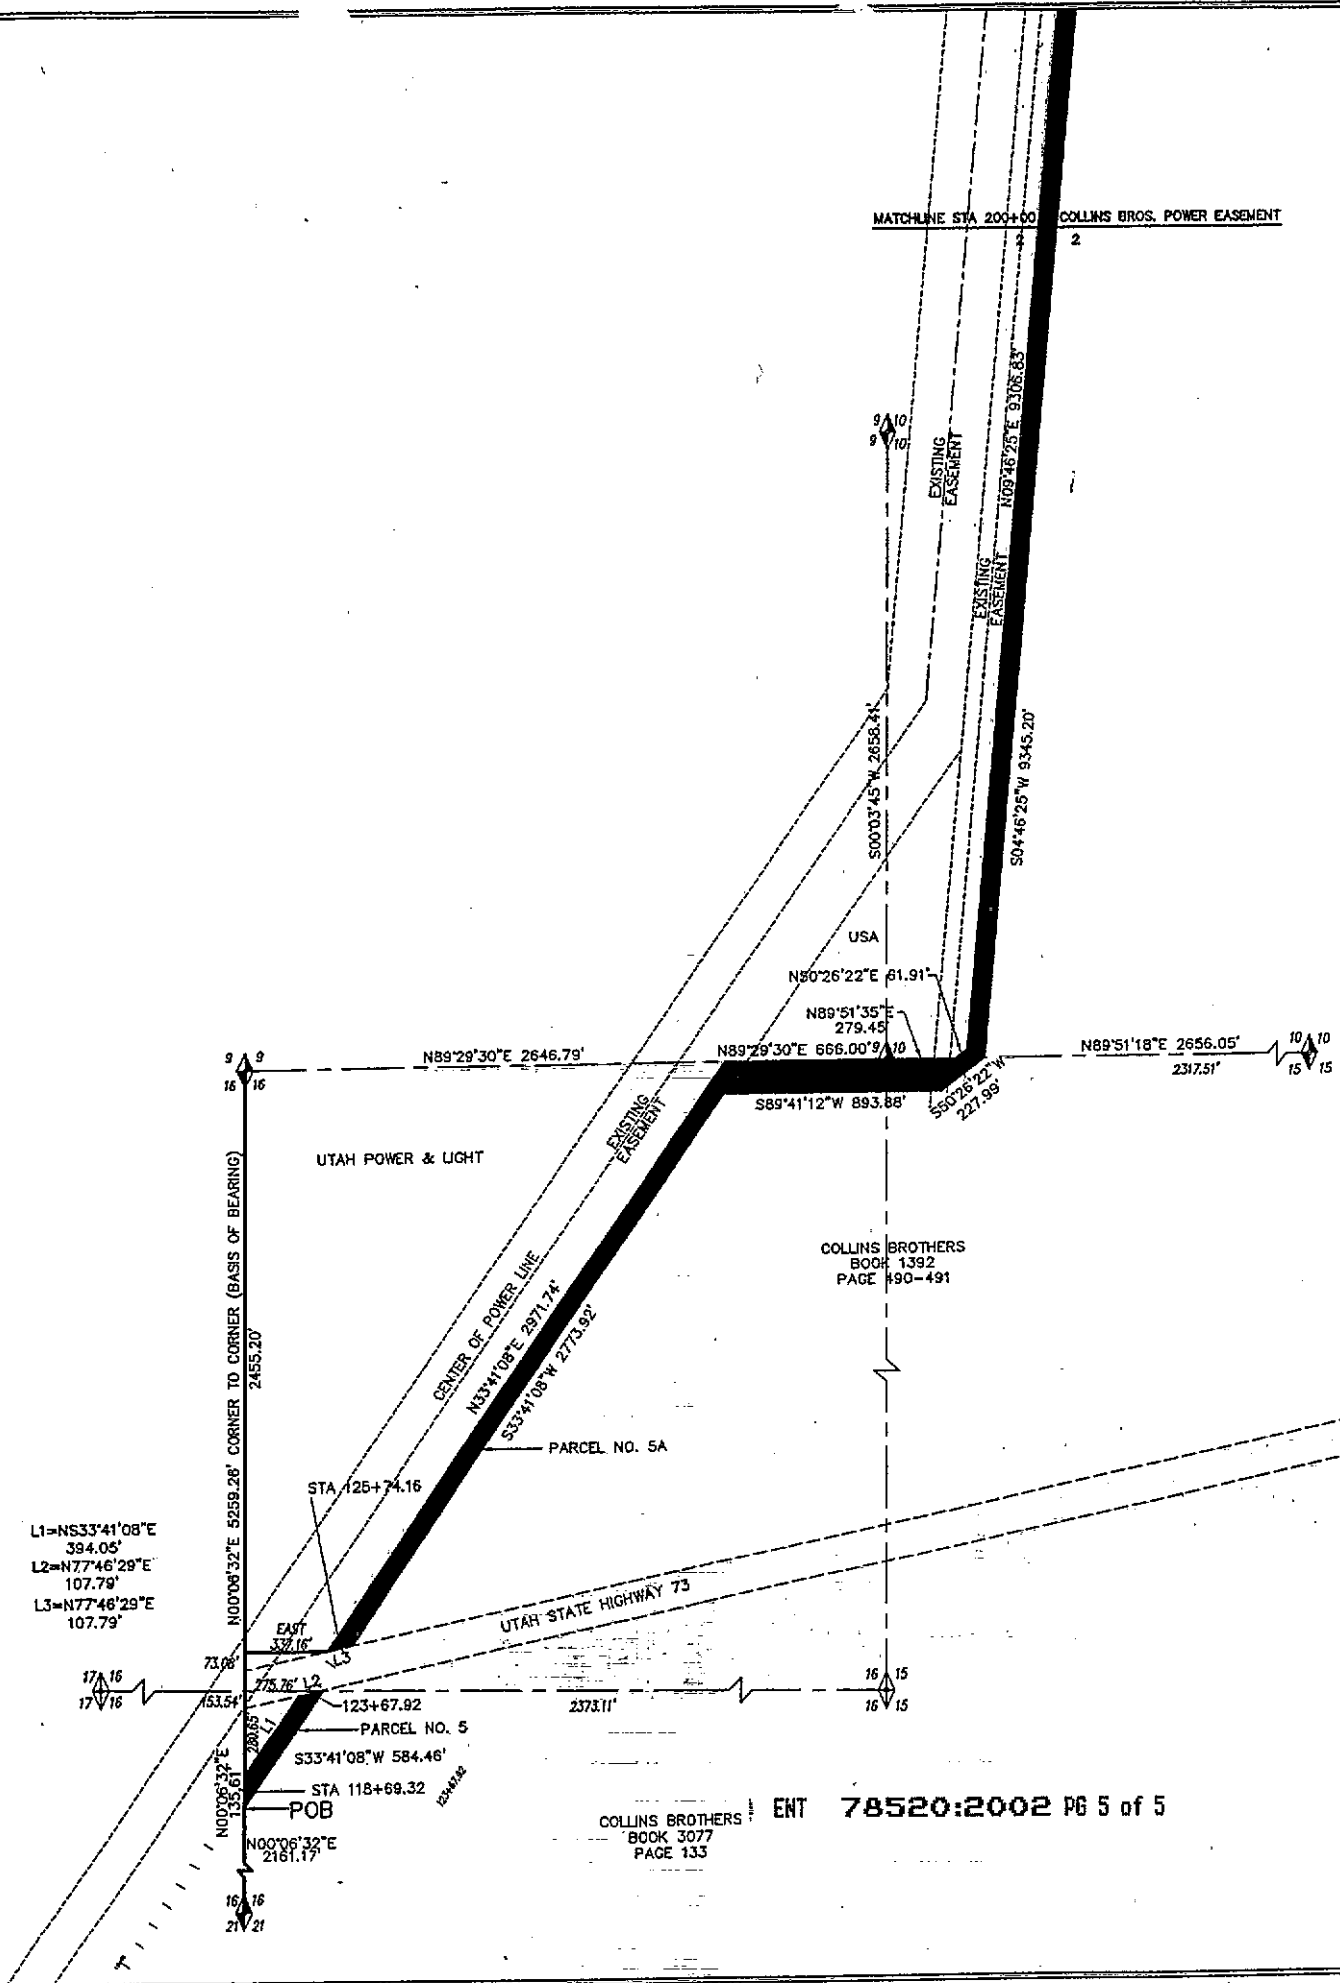 MATCHLINE STA 200+00 COLLINS BROS. POWER EASEMENT
2
9 10
9 10
EXISTING
EASEMENT
N09°46'25"E 9306.83'
EXISTING
EASEMENT
S00°03'45"W 2658.41'
S04°46'25"W 9345.20'
USA
N50°26'22"E 61.91'
N89°51'35"E
279.45'
9 9
16 16
N89°29'30"E 2646.79'
N89°29'30"E 666.00'
9 10
N89°51'18"E 2656.05'
2317.51'
10 10
15 15
S89°41'12"W 893.88'
S50°26'22"W
227.99'
EXISTING
EASEMENT
UTAH POWER & LIGHT
N00°06'32"E 5259.26' CORNER TO CORNER (BASIS OF BEARING)
2455.20'
COLLINS BROTHERS
BOOK 1392
PAGE 490-491
CENTER OF POWER LINE
N33°41'08"E 2971.74'
S33°41'08"W 2773.92'
PARCEL NO. 5A
STA 125+74.16
L1=NS33°41'08"E
394.05'
L2=N77°46'29"E
107.79'
L3=N77°46'29"E
107.79'
UTAH STATE HIGHWAY 73
EAST
337.16'
L3
73.08'
17 16
17 16
275.76' L2
153.54'
123+67.92
2373.11'
16 15
16 15
280.65'
L1
PARCEL NO. 5
S33°41'08"W 584.46'
STA 118+69.32
123+67.92
N00°06'32"E
135.61'
POB
N00°06'32"E
2161.17'
COLLINS BROTHERS
BOOK 3077
PAGE 133
ENT 78520:2002 PG 5 of 5
16 16
21 21